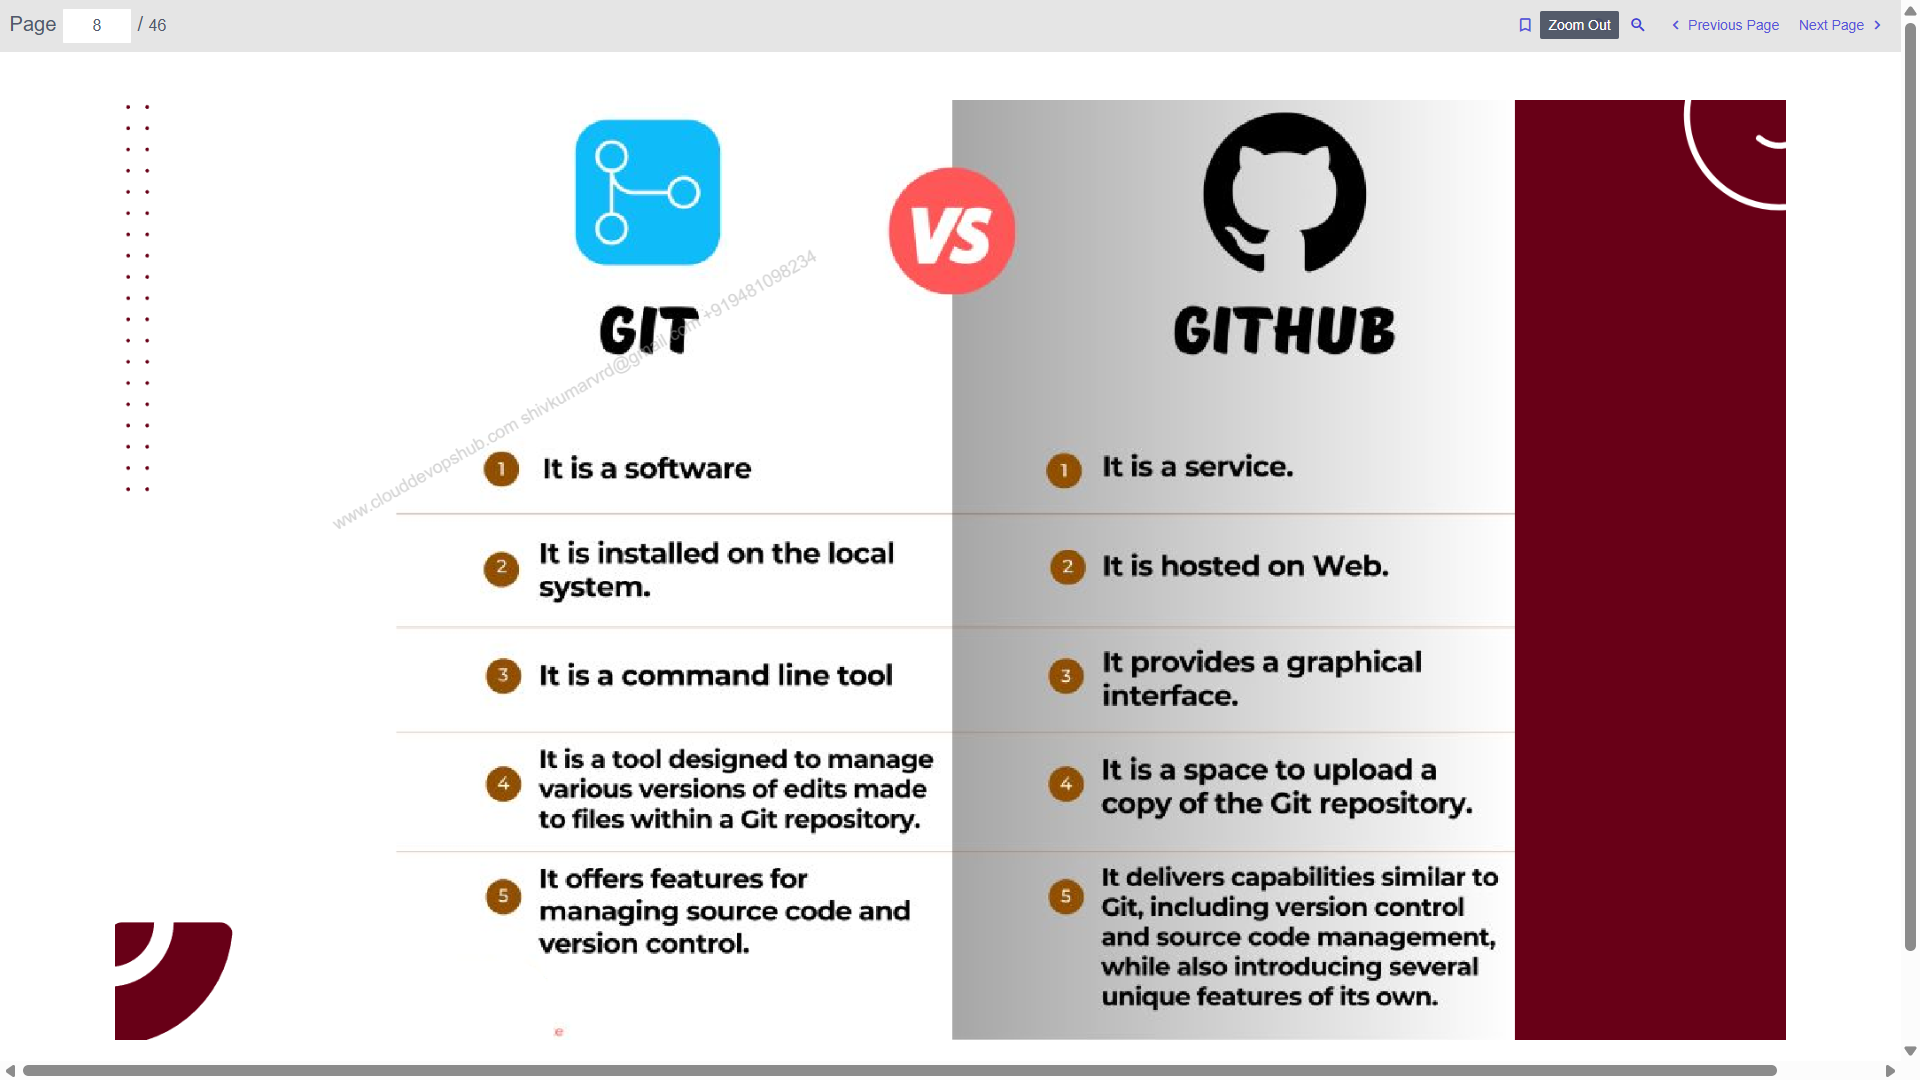 Page 8 / 46 Zoom Out Previous Page Next Page
VS
GIT
GITHUB
www.clouddevopshub.com shivkumarvrd@gmail.com +919481098234
1 It is a software
1 It is a service.
2 It is installed on the local
system.
2 It is hosted on Web.
3 It is a command line tool
3 It provides a graphical
interface.
4 It is a tool designed to manage
various versions of edits made
to files within a Git repository.
4 It is a space to upload a
copy of the Git repository.
5 It offers features for
managing source code and
version control.
5 It delivers capabilities similar to
Git, including version control
and source code management,
while also introducing several
unique features of its own.
e